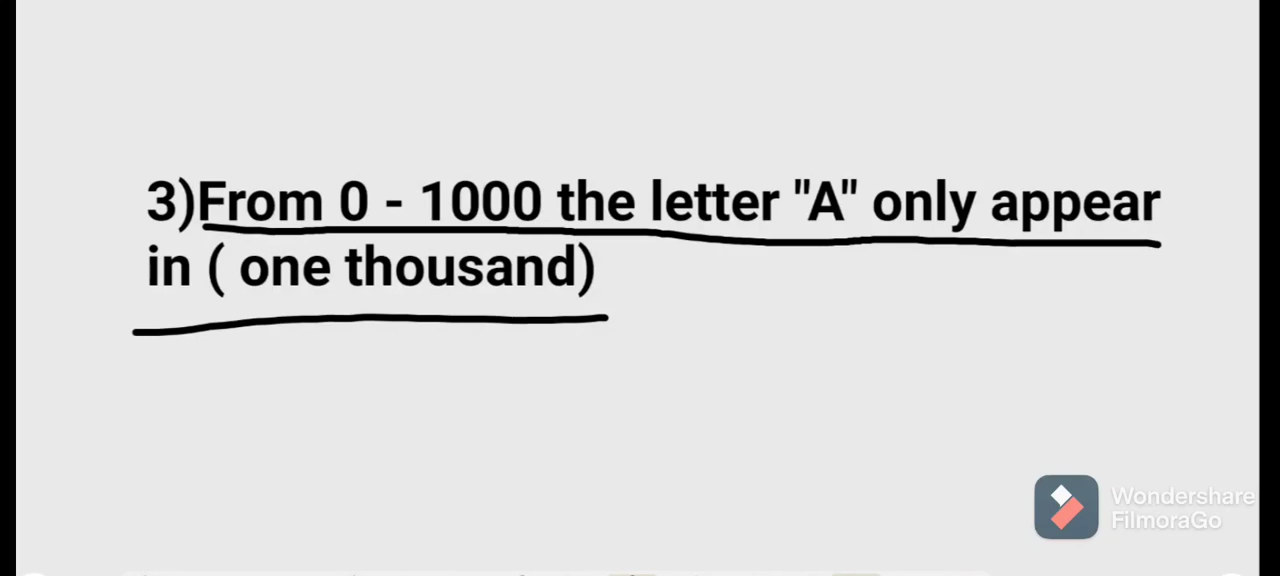 3)From 0 - 1000 the letter "A" only appear
in ( one thousand)
Wondershare
FilmoraGo